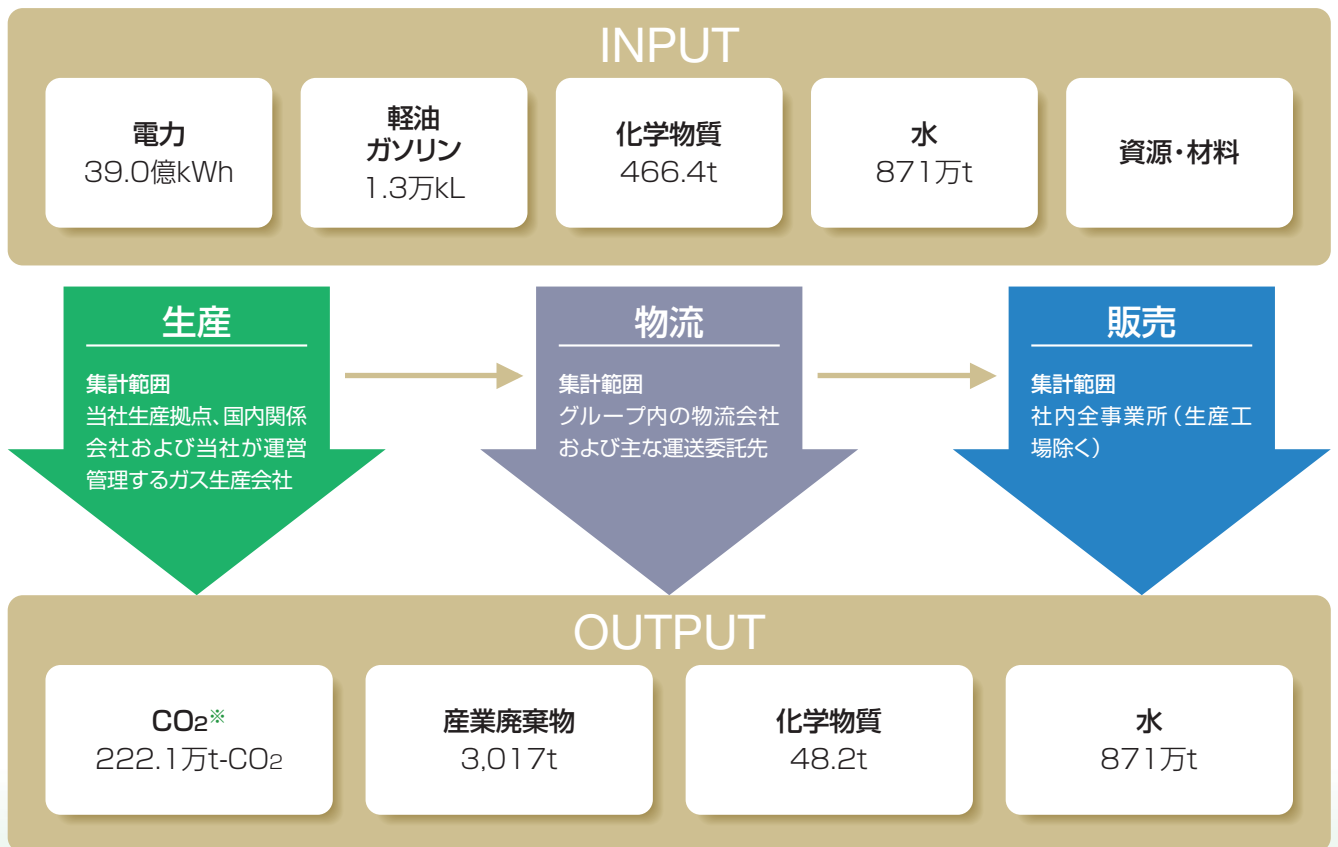 INPUT
電力
39.0億kWh
軽油
ガソリン
1.3万kL
化学物質
466.4t
水
871万t
資源・材料
生産
集計範囲
当社生産拠点、国内関係
会社および当社が運営
管理するガス生産会社
物流
集計範囲
グループ内の物流会社
および主な運送委託先
販売
集計範囲
社内全事業所（生産工
場除く）
OUTPUT
CO2※
222.1万t-CO2
産業廃棄物
3,017t
化学物質
48.2t
水
871万t